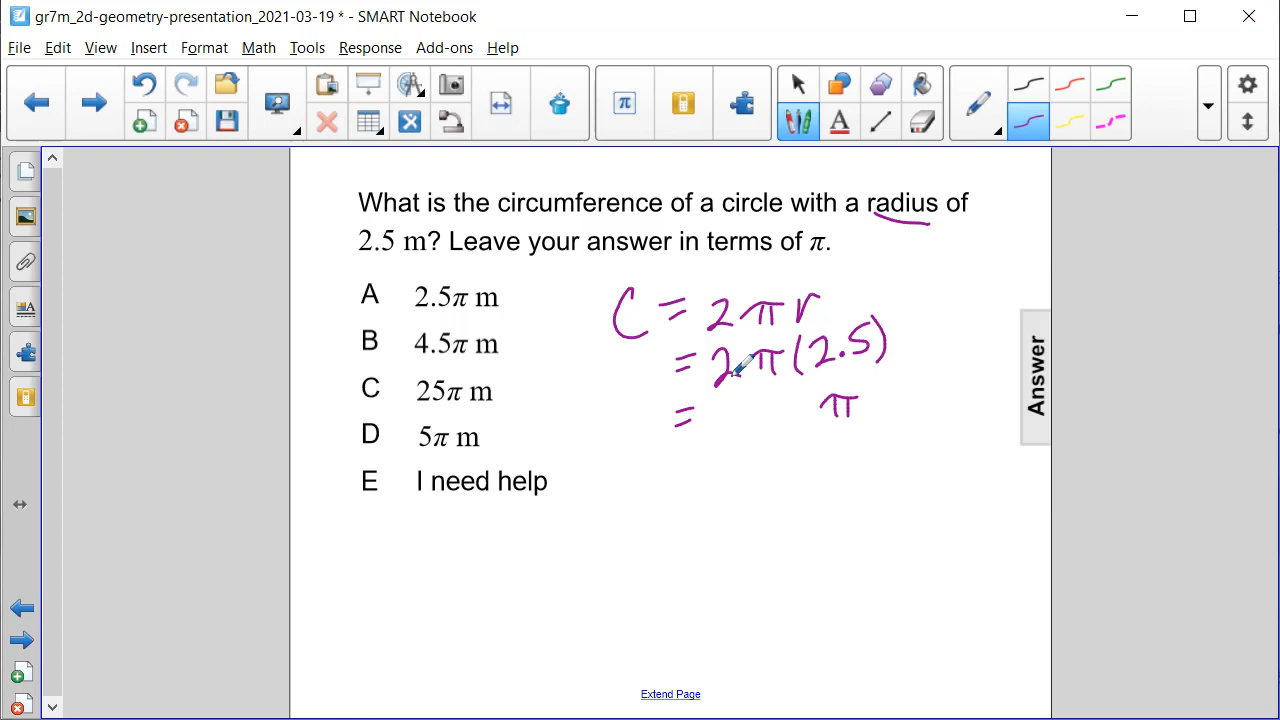 gr7m_2d-geometry-presentation_2021-03-19 * - SMART Notebook
File Edit View Insert Format Math Tools Response Add-ons Help
What is the circumference of a circle with a radius of
2.5 m? Leave your answer in terms of π.
A 2.5π m
B 4.5π m
C 25π m
D 5π m
E I need help
C = 2πr
= 2π(2.5)
= π
Answer
Extend Page